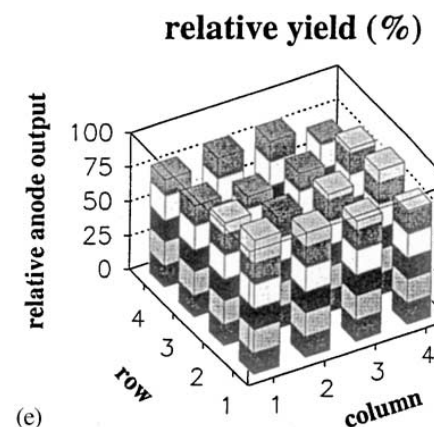 relative yield (%)
relative anode output
100
75
50
25
0
4
3
2
1
row
1
2
3
4
column
(e)